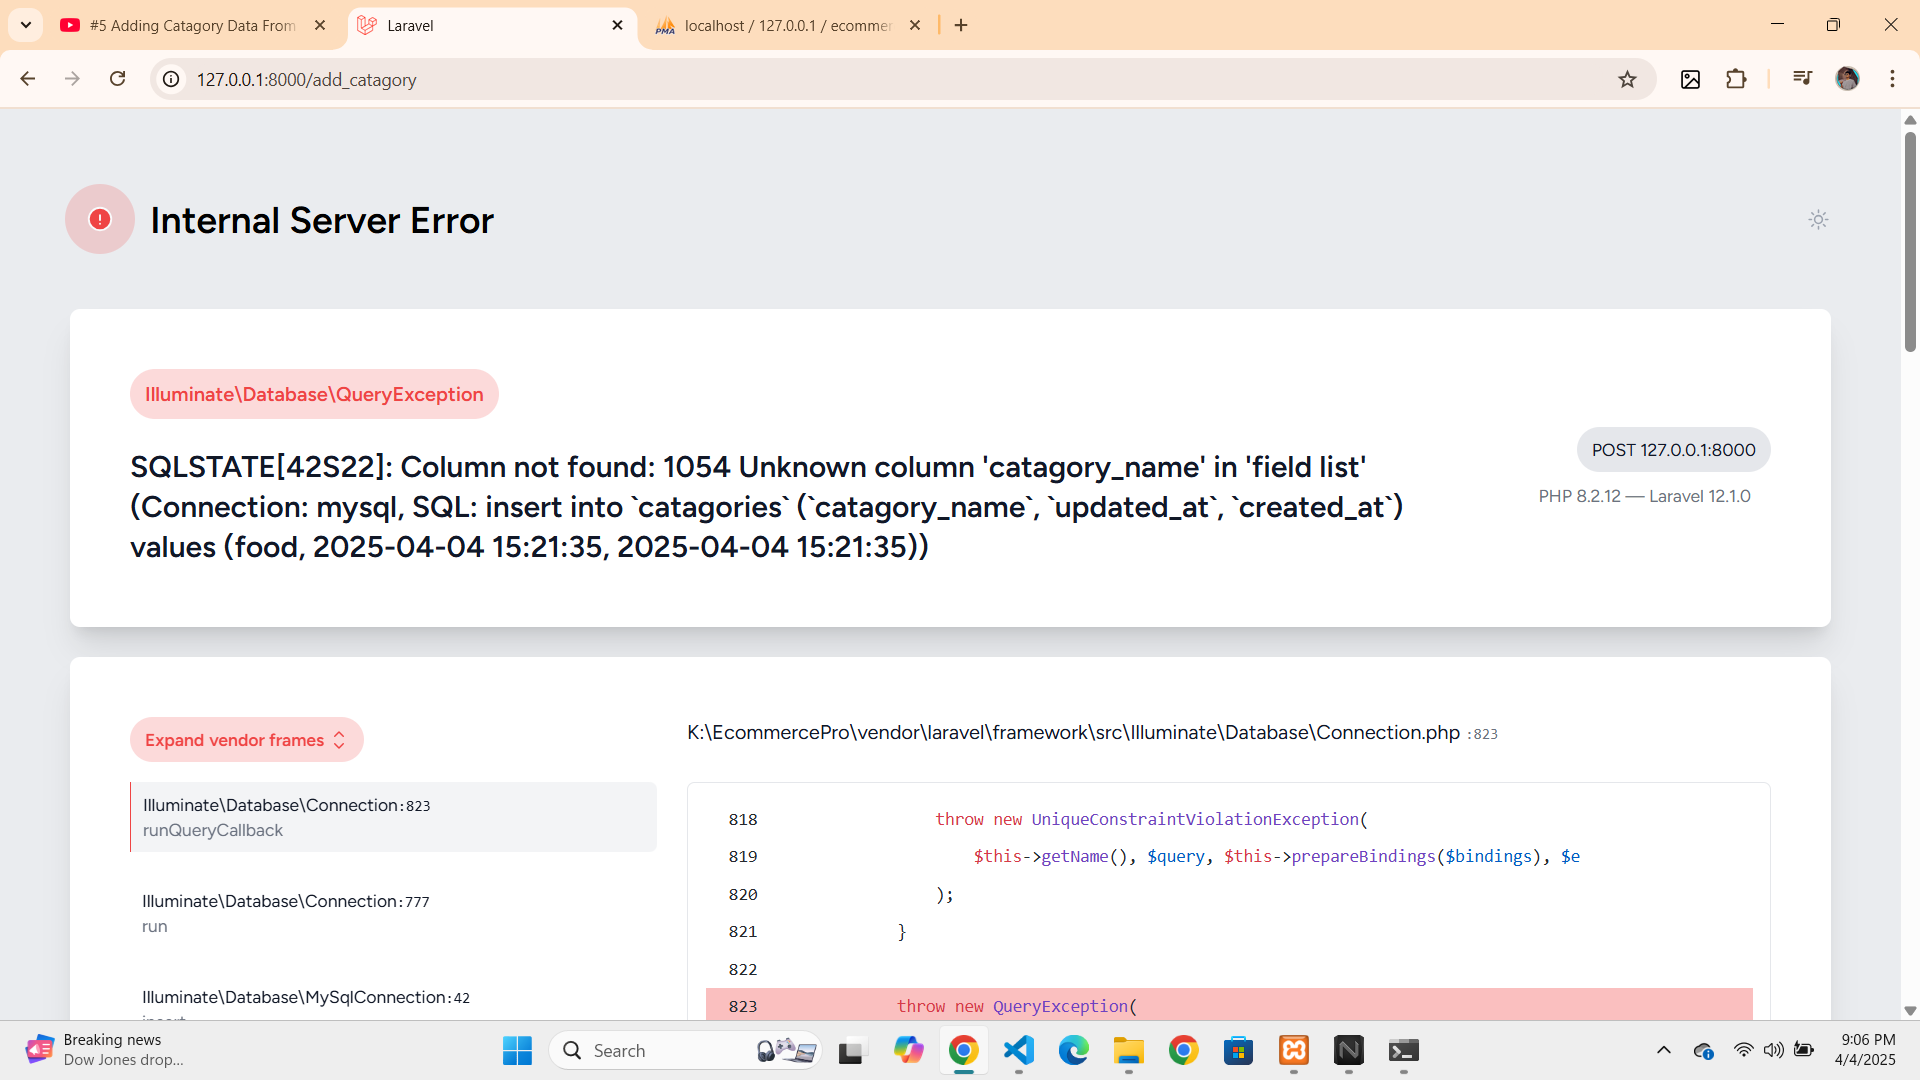 #5 Adding Catagory Data From
Laravel
localhost / 127.0.0.1 / ecommer
127.0.0.1:8000/add_catagory
Internal Server Error
Illuminate\Database\QueryException
SQLSTATE[42S22]: Column not found: 1054 Unknown column 'catagory_name' in 'field list'
(Connection: mysql, SQL: insert into `catagories` (`catagory_name`, `updated_at`, `created_at`)
values (food, 2025-04-04 15:21:35, 2025-04-04 15:21:35))
POST 127.0.0.1:8000
PHP 8.2.12 — Laravel 12.1.0
Expand vendor frames
Illuminate\Database\Connection:823
runQueryCallback
Illuminate\Database\Connection:777
run
Illuminate\Database\MySqlConnection:42
insert
K:\EcommercePro\vendor\laravel\framework\src\Illuminate\Database\Connection.php :823
818 throw new UniqueConstraintViolationException(
819 $this->getName(), $query, $this->prepareBindings($bindings), $e
820 );
821 }
822
823 throw new QueryException(
Breaking news
Dow Jones drop...
Search
9:06 PM
4/4/2025